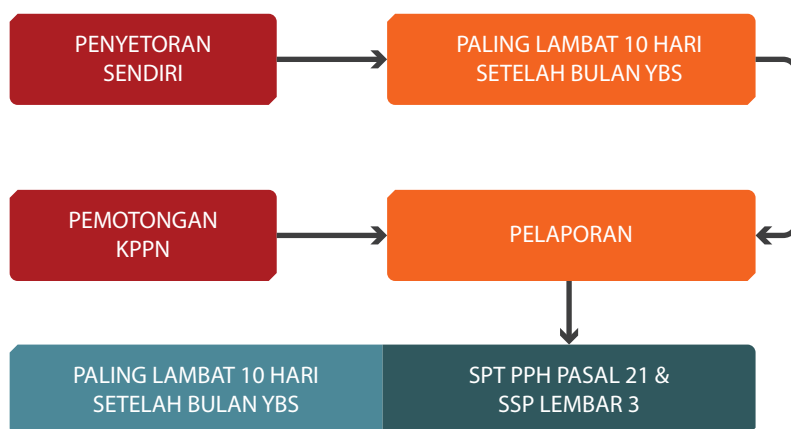 PENYETORAN
SENDIRI
PALING LAMBAT 10 HARI
SETELAH BULAN YBS
PEMOTONGAN
KPPN
PELAPORAN
PALING LAMBAT 10 HARI
SETELAH BULAN YBS
SPT PPH PASAL 21 &
SSP LEMBAR 3